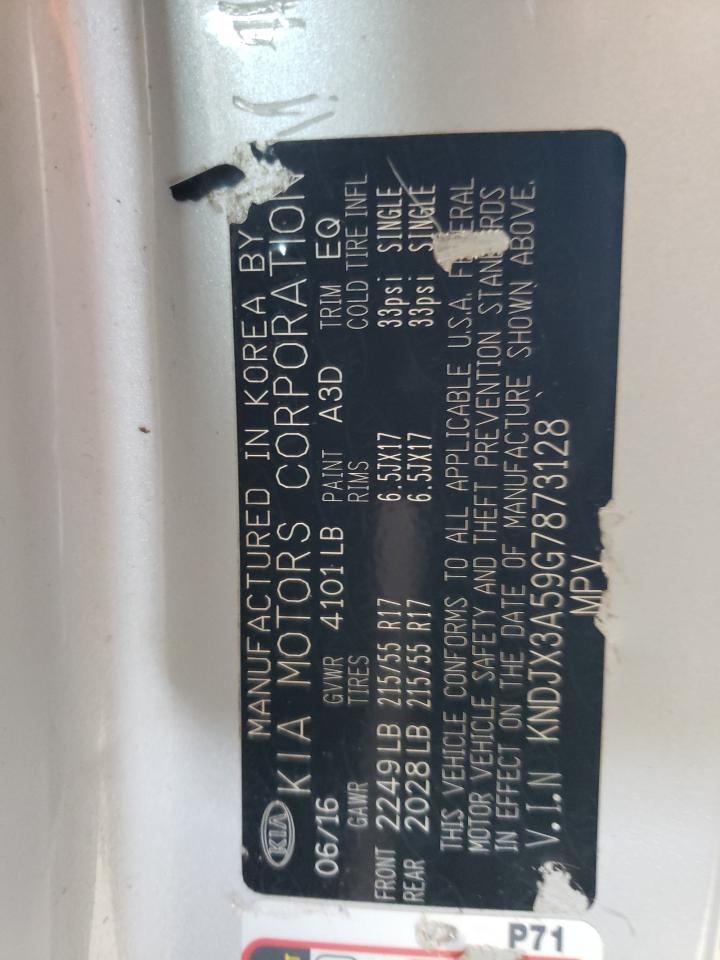 MANUFACTURED IN KOREA BY
KIA KIA MOTORS CORPORATION
06/16 GVWR 4101LB PAINT A3D TRIM EQ
GAWR TIRES RIMS COLD TIRE INFL
FRONT 2249LB 215/55 R17 6.5JX17 33psi SINGLE
REAR 2028LB 215/55 R17 6.5JX17 33psi SINGLE
THIS VEHICLE CONFORMS TO ALL APPLICABLE U.S.A. FEDERAL
MOTOR VEHICLE SAFETY AND THEFT PREVENTION STANDARDS
IN EFFECT ON THE DATE OF MANUFACTURE SHOWN ABOVE.
V.I.N KNDJX3A59G7873128
MPV
P71